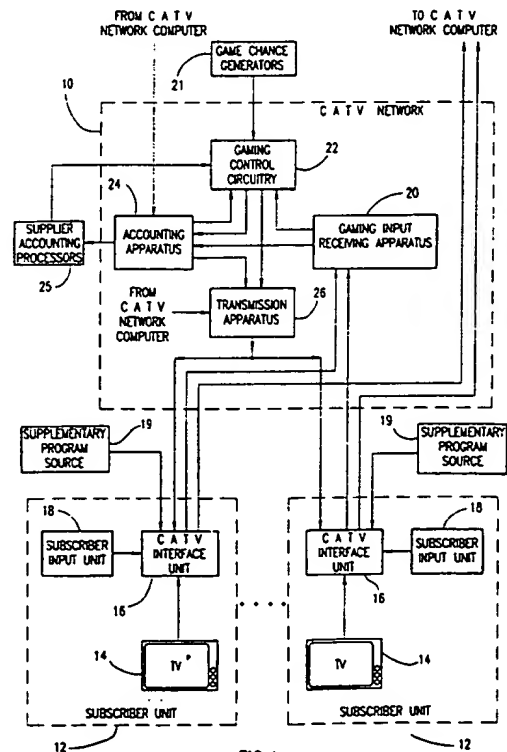 FROM C A T V
NETWORK COMPUTER
TO C A T V
NETWORK COMPUTER
GAME CHANCE
GENERATORS
21
10
C A T V NETWORK
GAMING
CONTROL
CIRCUITRY
22
24
20
SUPPLIER
ACCOUNTING
PROCESSORS
25
ACCOUNTING
APPARATUS
GAMING INPUT
RECEIVING APPARATUS
FROM
C A T V
NETWORK
COMPUTER
TRANSMISSION
APPARATUS
26
19
SUPPLEMENTARY
PROGRAM
SOURCE
19
SUPPLEMENTARY
PROGRAM
SOURCE
18
SUBSCRIBER
INPUT UNIT
C A T V
INTERFACE
UNIT
16
C A T V
INTERFACE
UNIT
16
18
SUBSCRIBER
INPUT UNIT
14
TV
TV
14
SUBSCRIBER UNIT
SUBSCRIBER UNIT
12
12